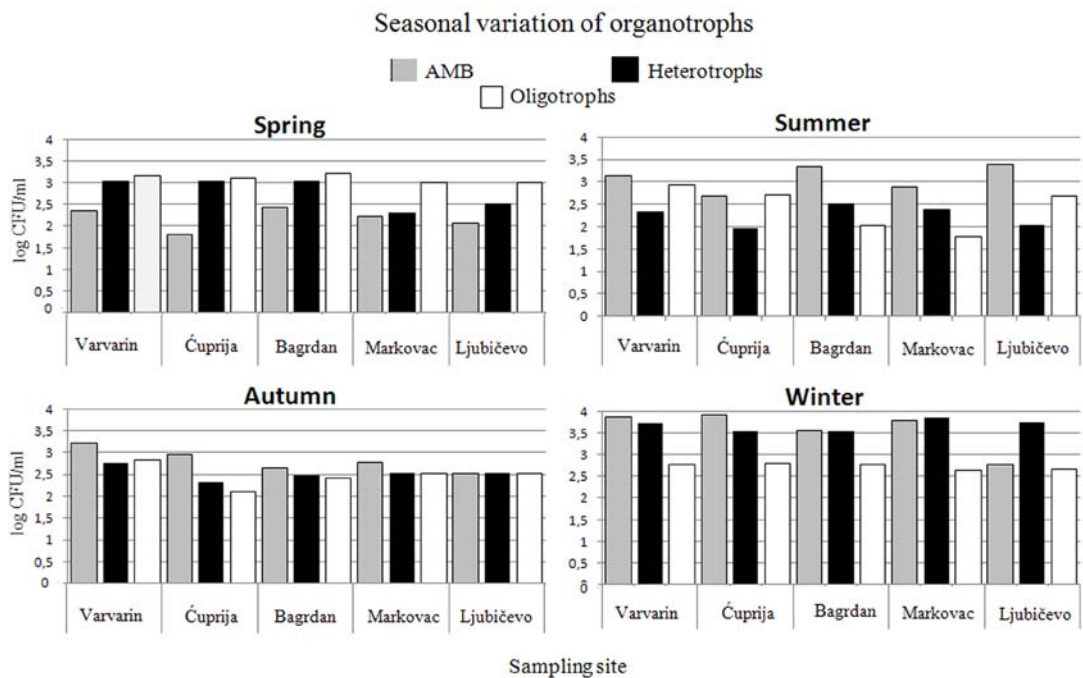 Seasonal variation of organotrophs
AMB
Heterotrophs
Oligotrophs
Spring
4
3,5
3
2,5
2
1,5
1
0,5
0
log CFU/ml
Varvarin Ćuprija Bagrdan Markovac Ljubičevo
Summer
4
3,5
3
2,5
2
1,5
1
0,5
0
Varvarin Ćuprija Bagrdan Markovac Ljubičevo
Autumn
4
3,5
3
2,5
2
1,5
1
0,5
0
log CFU/ml
Varvarin Ćuprija Bagrdan Markovac Ljubičevo
Winter
4
3,5
3
2,5
2
1,5
1
0,5
0
Varvarin Ćuprija Bagrdan Markovac Ljubičevo
Sampling site